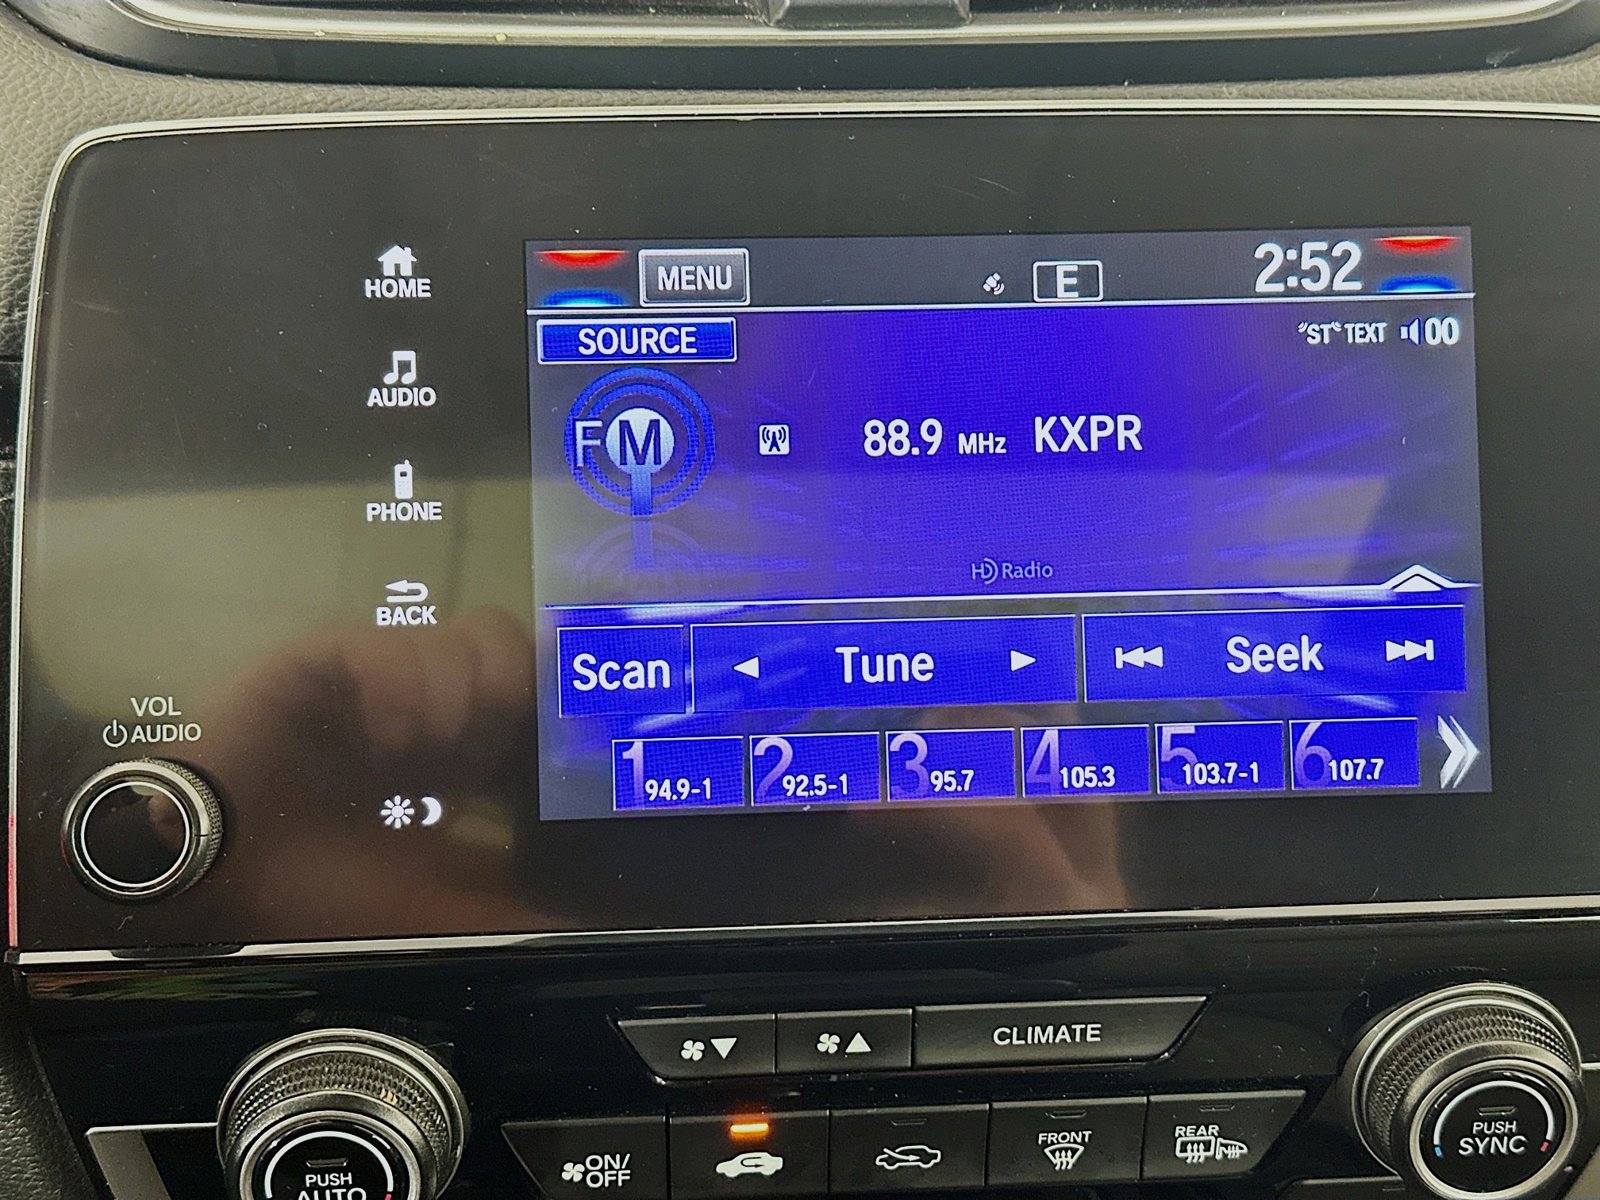 HOME
AUDIO
PHONE
BACK
VOL
AUDIO
MENU
E
2:52
SOURCE
"ST" TEXT 00
FM
88.9 MHz KXPR
HD Radio
Scan
Tune
Seek
1 94.9-1
2 92.5-1
3 95.7
4 105.3
5 103.7-1
6 107.7
CLIMATE
PUSH
AUTO
ON/
OFF
FRONT
REAR
PUSH
SYNC